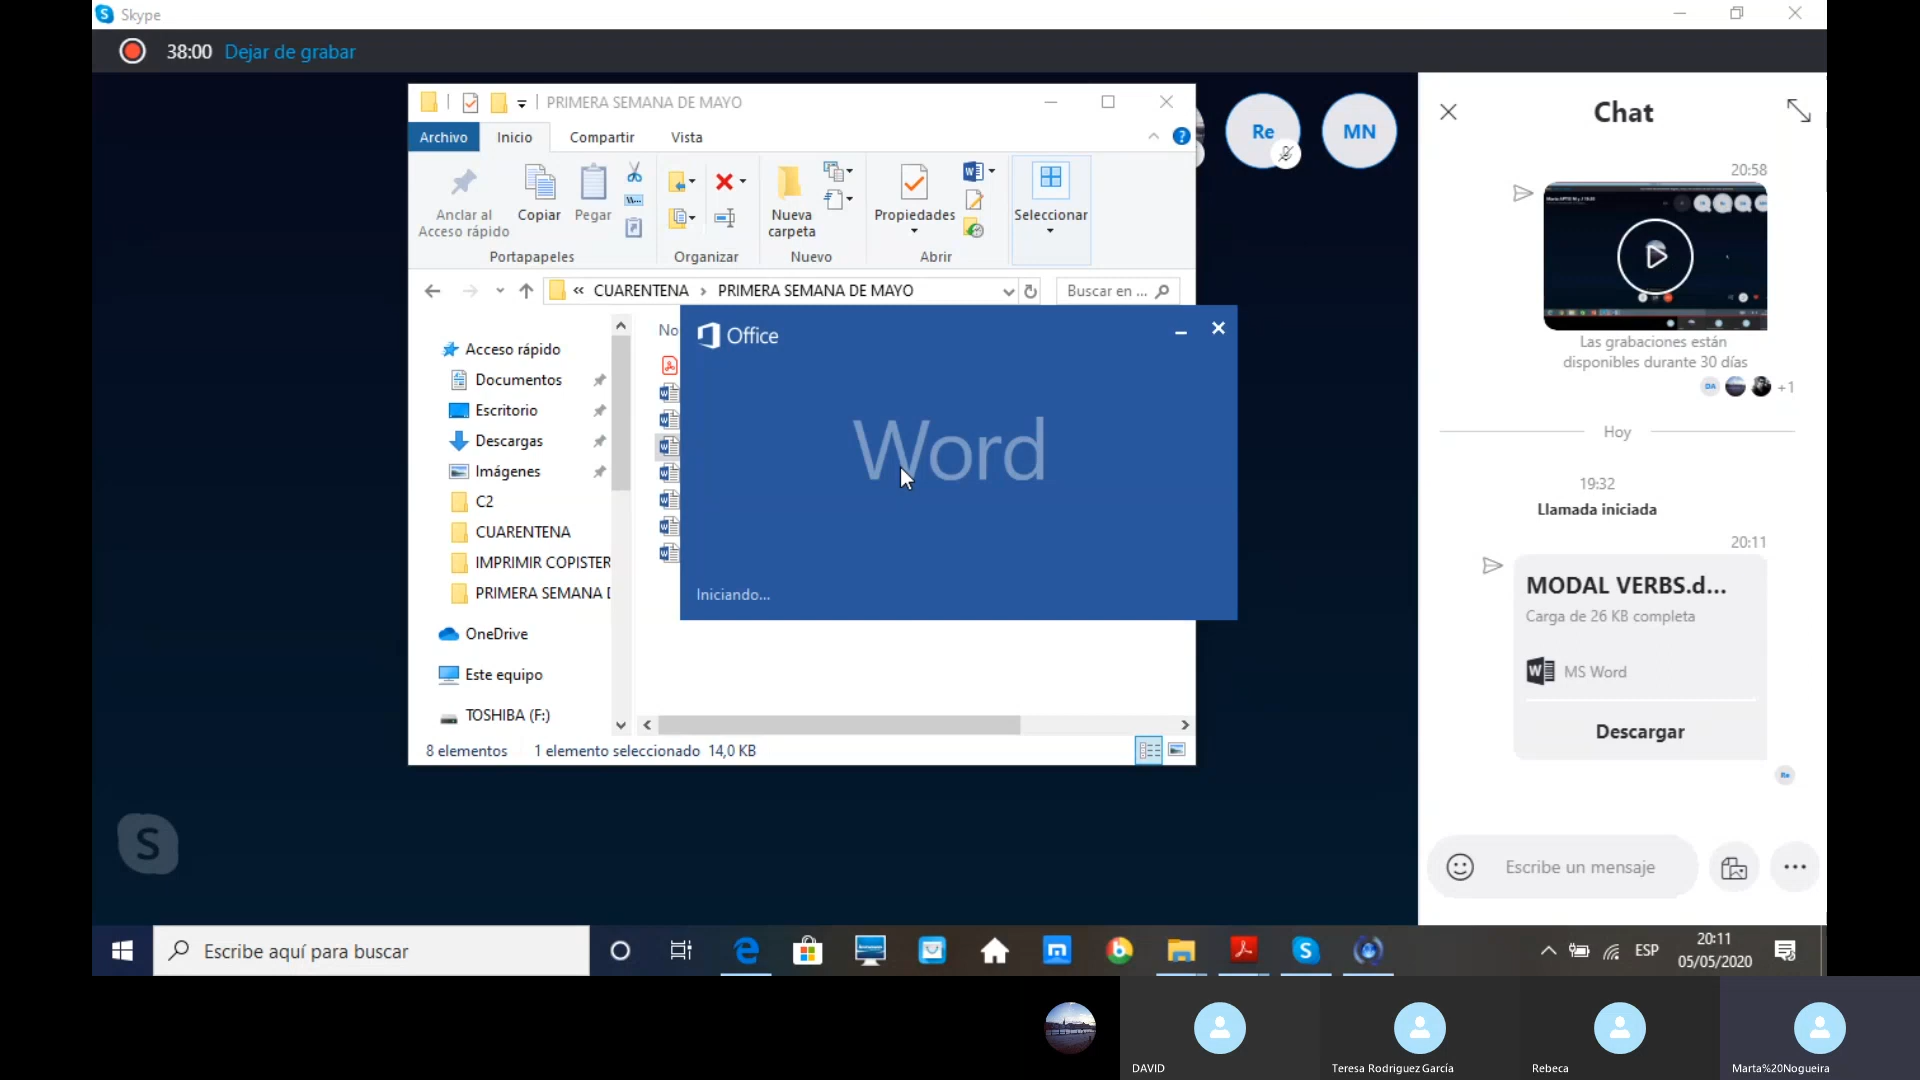 Skype
38:00 Dejar de grabar
PRIMERA SEMANA DE MAYO
Archivo Inicio Compartir Vista
Anclar al
Acceso rápido
Copiar
Pegar
Portapapeles
Organizar
Nueva
carpeta
Nuevo
Propiedades
Abrir
Seleccionar
« CUARENTENA › PRIMERA SEMANA DE MAYO
Buscar en ...
No
Acceso rápido
Documentos
Escritorio
Descargas
Imágenes
C2
CUARENTENA
IMPRIMIR COPISTER
PRIMERA SEMANA D
OneDrive
Este equipo
TOSHIBA (F:)
8 elementos 1 elemento seleccionado 14,0 KB
Office
Word
Iniciando...
Re
MN
Chat
20:58
Las grabaciones están
disponibles durante 30 días
DA +1
Hoy
19:32
Llamada iniciada
20:11
MODAL VERBS.d...
Carga de 26 KB completa
MS Word
Descargar
Re
Escribe un mensaje
Escribe aquí para buscar
ESP
20:11
05/05/2020
DAVID
Teresa Rodriguez García
Rebeca
Marta%20Nogueira